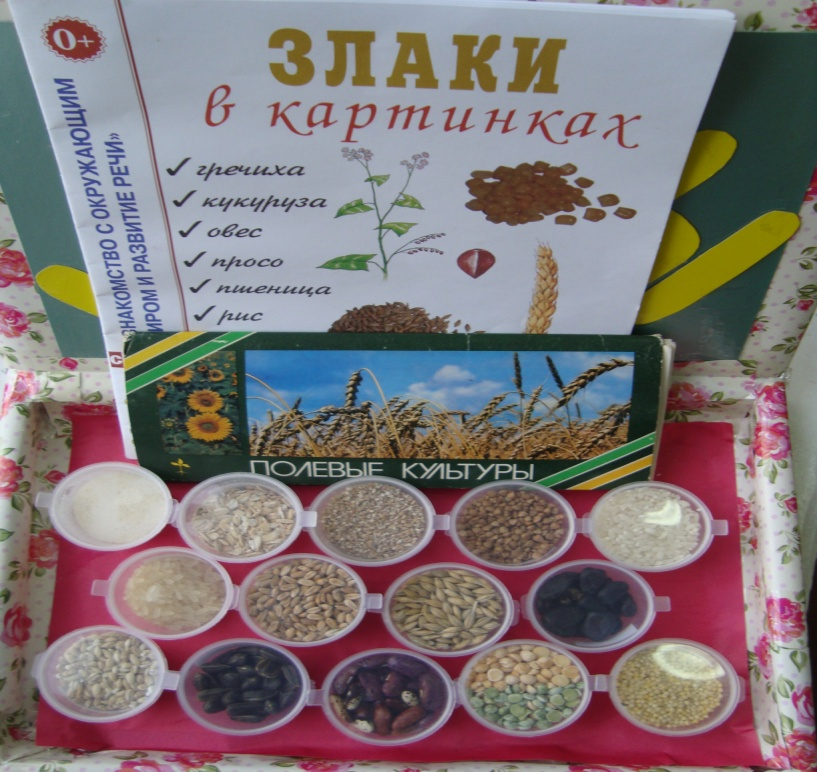 0+
ЗЛАКИ
в картинках
гречиха
кукуруза
овес
просо
пшеница
рис
ЗНАКОМСТВО С ОКРУЖАЮЩИМ
МИРОМ И РАЗВИТИЕ РЕЧИ»
ПОЛЕВЫЕ КУЛЬТУРЫ